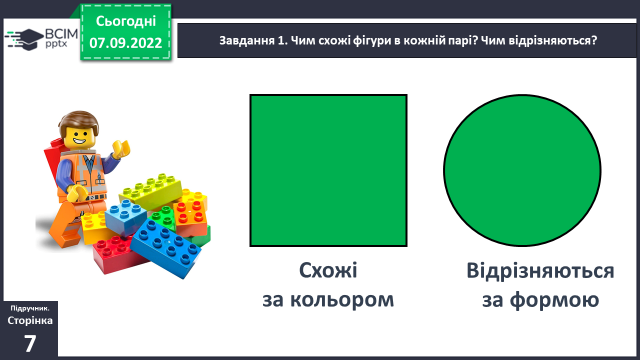 ВСІМ
pptx
Сьогодні
07.09.2022
Завдання 1. Чим схожі фігури в кожній парі? Чим відрізняються?
Схожі
за кольором
Відрізняються
за формою
Підручник.
Сторінка
7